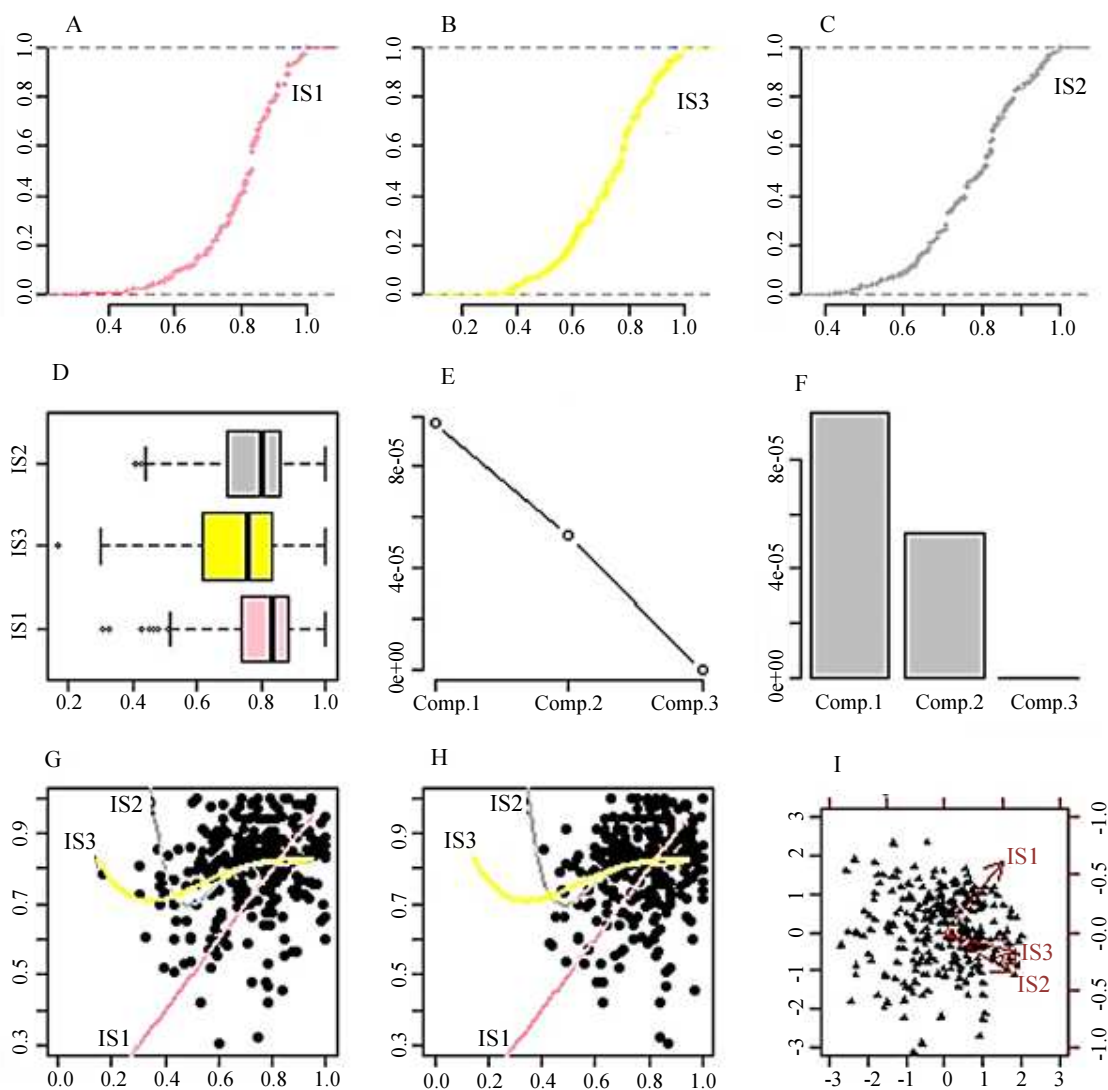 A
B
C
1.0
0.8
0.6
0.4
0.2
0.0
IS1
0.4 0.6 0.8 1.0
1.0
0.8
0.6
0.4
0.2
0.0
IS3
0.2 0.4 0.6 0.8 1.0
1.0
0.8
0.6
0.4
0.2
0.0
IS2
0.4 0.6 0.8 1.0
D
E
F
IS2
IS3
IS1
0.2 0.4 0.6 0.8 1.0
8e-05
4e-05
0e+00
Comp.1 Comp.2 Comp.3
8e-05
4e-05
0e+00
Comp.1 Comp.2 Comp.3
G
H
I
0.9
0.7
0.5
0.3
IS2
IS3
IS1
0.0 0.2 0.4 0.6 0.8 1.0
0.9
0.7
0.5
0.3
IS2
IS3
IS1
0.0 0.2 0.4 0.6 0.8 1.0
3
2
1
0
-1
-2
-3
IS1
IS3
IS2
-1.0
-0.5
-0.0
-0.5
-1.0
-3 -2 -1 0 1 2 3